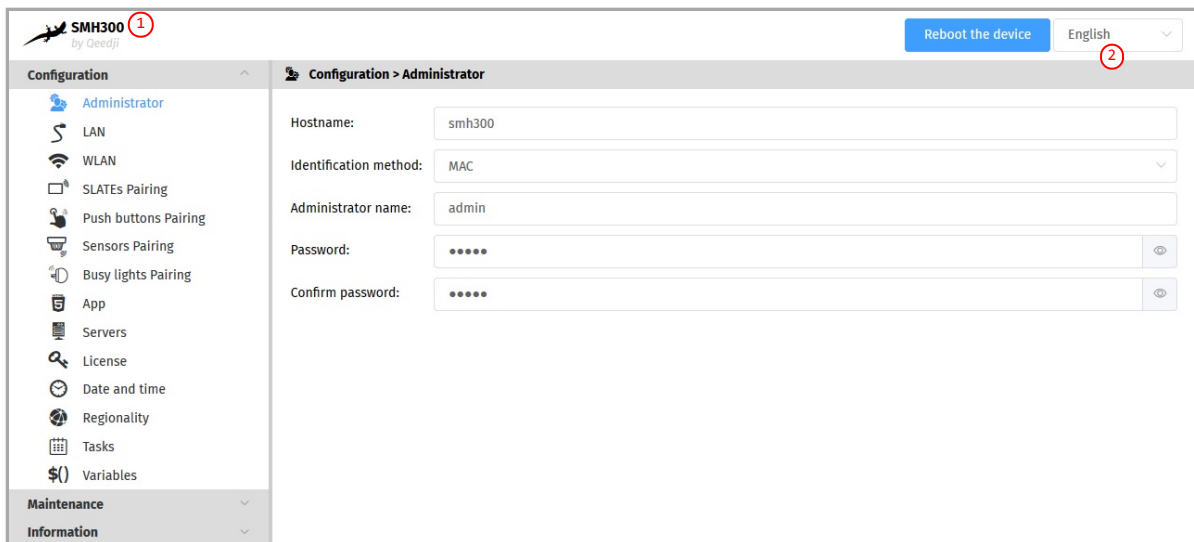 SMH300 1
by Qeedji
Reboot the device
English
2
Configuration
Configuration > Administrator
Administrator
LAN
WLAN
SLATEs Pairing
Push buttons Pairing
Sensors Pairing
Busy lights Pairing
App
Servers
License
Date and time
Regionality
Tasks
$() Variables
Maintenance
Information
Hostname: smh300
Identification method: MAC
Administrator name: admin
Password: •••••
Confirm password: •••••